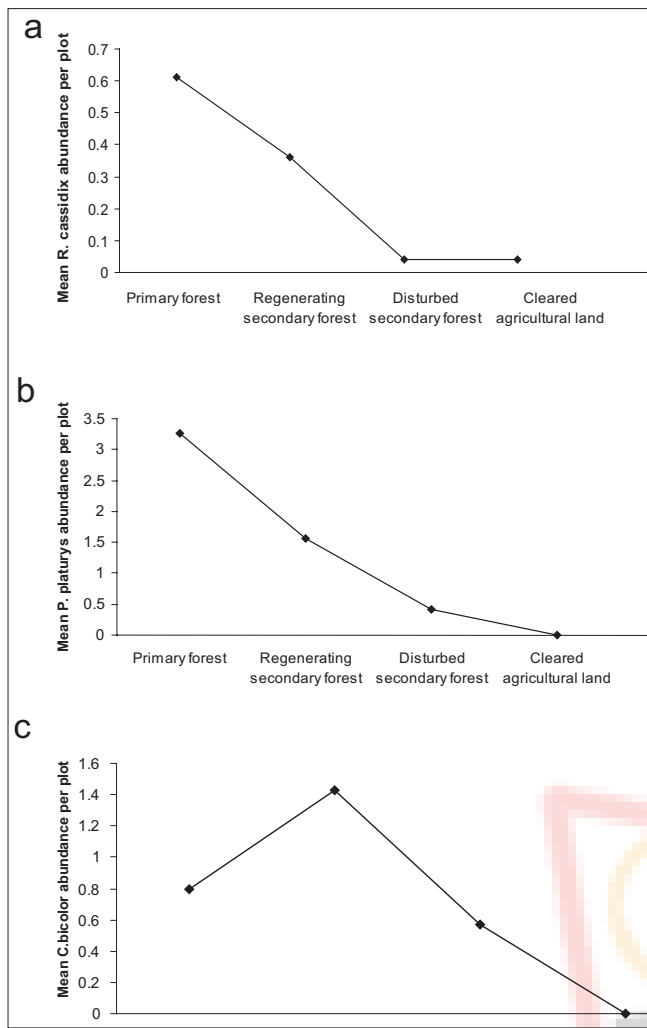 a
Mean R. cassidix abundance per plot
0.7
0.6
0.5
0.4
0.3
0.2
0.1
0
Primary forest
Regenerating
secondary forest
Disturbed
secondary forest
Cleared
agricultural land
b
Mean P. platurys abundance per plot
3.5
3
2.5
2
1.5
1
0.5
0
Primary forest
Regenerating
secondary forest
Disturbed
secondary forest
Cleared
agricultural land
c
Mean C.bicolor abundance per plot
1.6
1.4
1.2
1
0.8
0.6
0.4
0.2
0